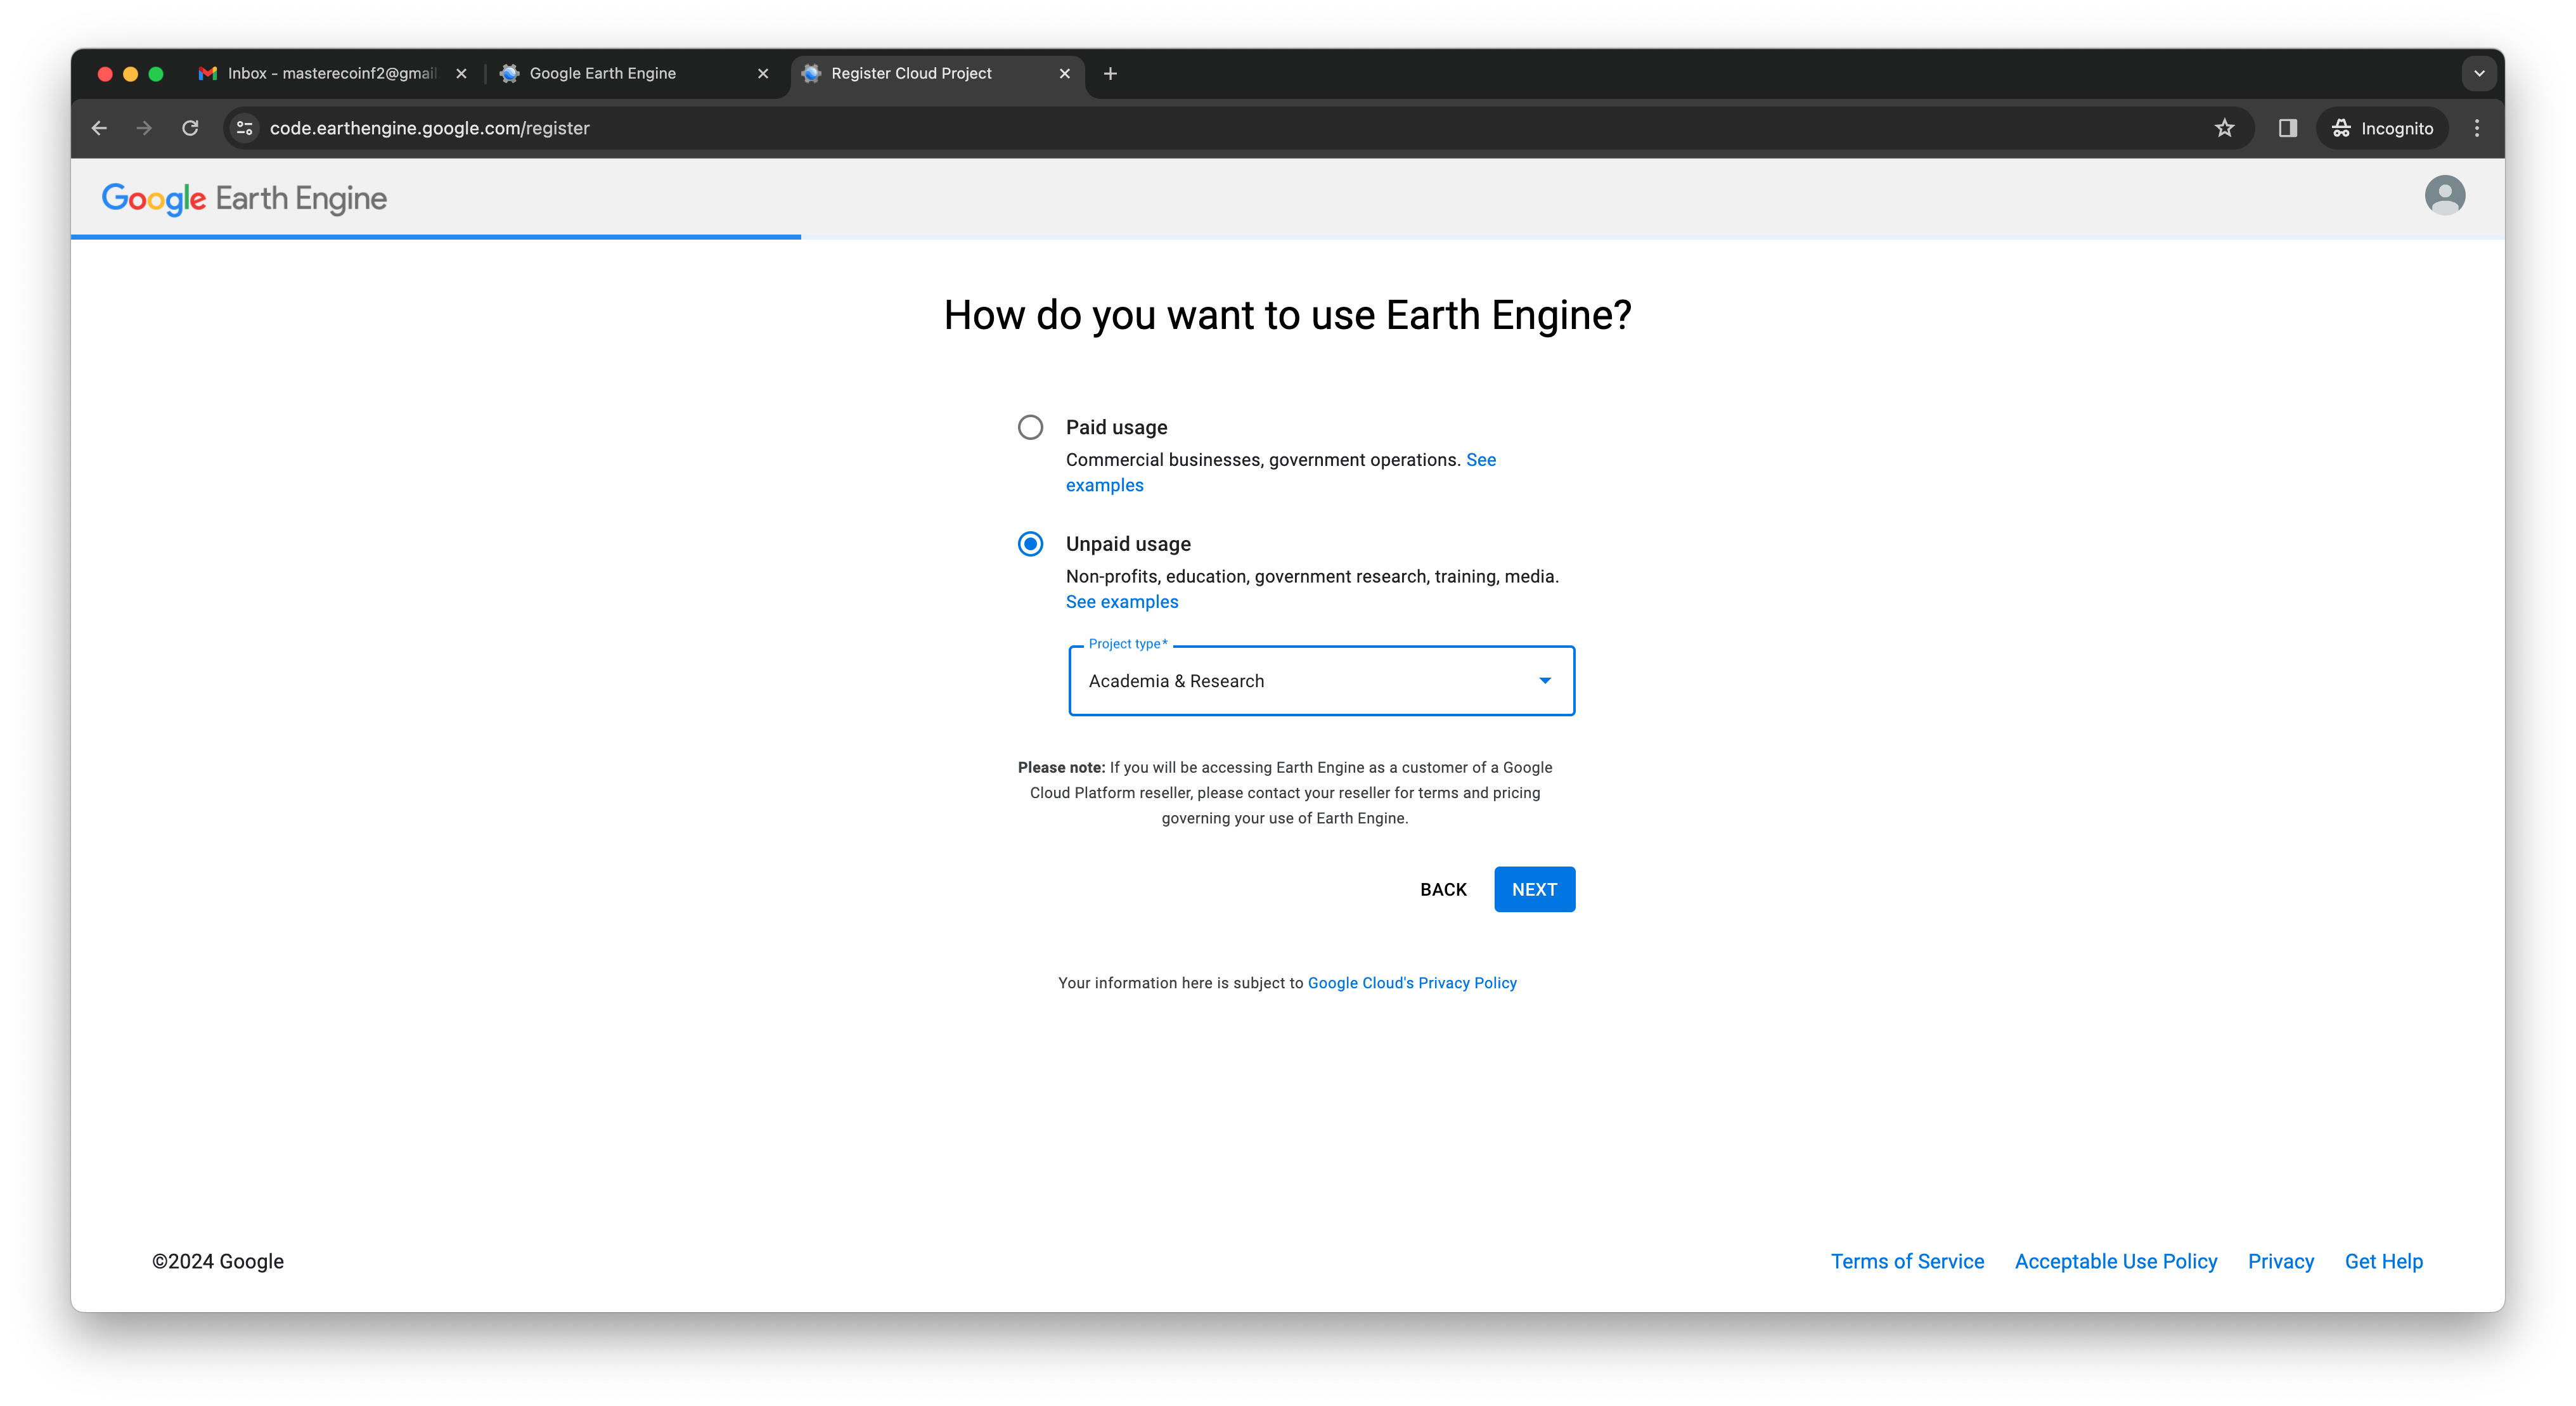 Inbox - masterecoinf2@gmail
Google Earth Engine
Register Cloud Project
code.earthengine.google.com/register
Incognito
Google Earth Engine
How do you want to use Earth Engine?
Paid usage
Commercial businesses, government operations. See
examples
Unpaid usage
Non-profits, education, government research, training, media.
See examples
Project type*
Academia & Research
Please note: If you will be accessing Earth Engine as a customer of a Google
Cloud Platform reseller, please contact your reseller for terms and pricing
governing your use of Earth Engine.
BACK NEXT
Your information here is subject to Google Cloud's Privacy Policy
©2024 Google
Terms of Service Acceptable Use Policy Privacy Get Help